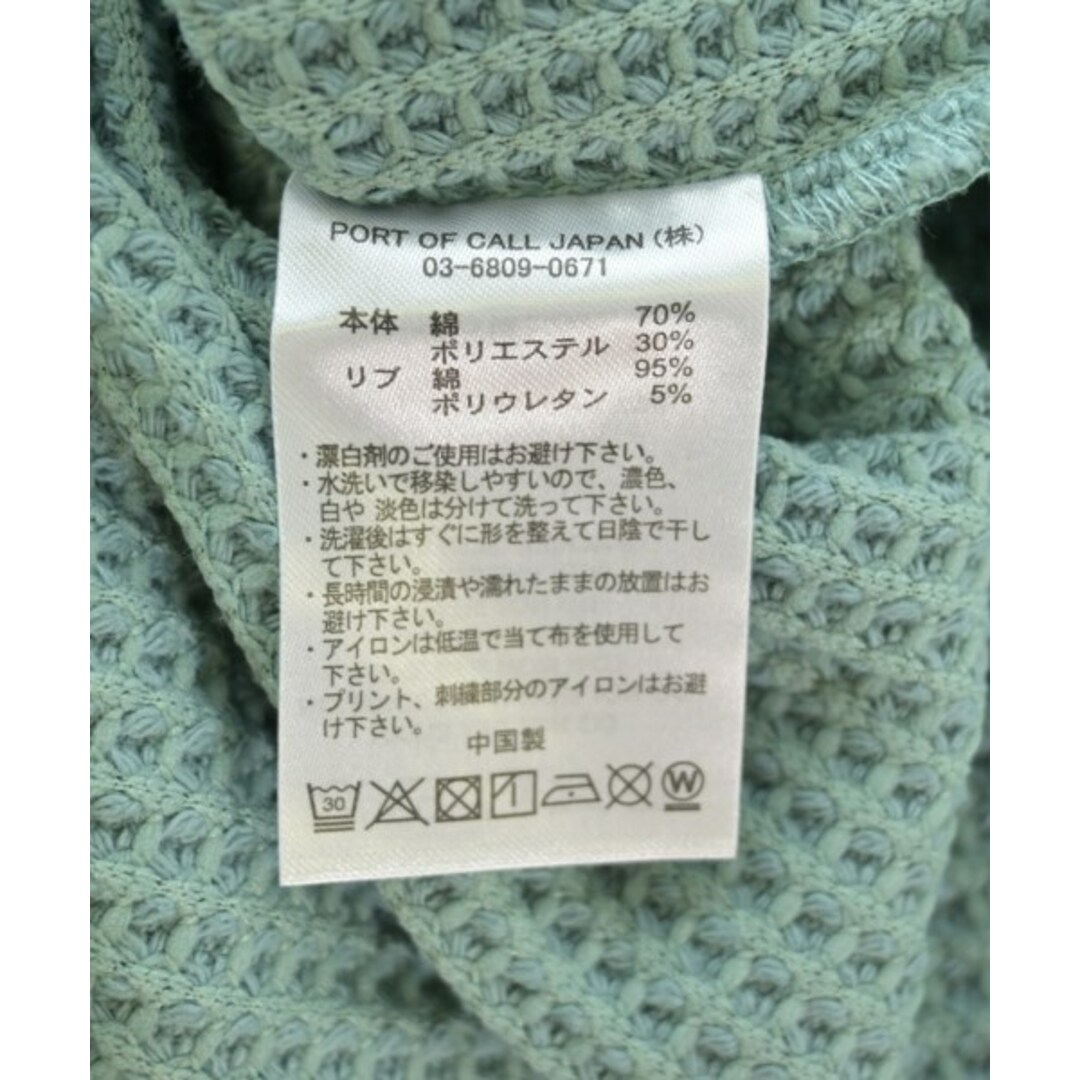 PORT OF CALL JAPAN (株)
03-6809-0671
本体 綿 70%
ポリエステル 30%
リブ 綿 95%
ポリウレタン 5%
・漂白剤のご使用はお避け下さい。
・水洗いで移染しやすいので、濃色、
白や 淡色は分けて洗って下さい。
・洗濯後はすぐに形を整えて日陰で干し
て下さい。
・長時間の浸漬や濡れたままの放置はお
避け下さい。
・アイロンは低温で当て布を使用して
下さい。
・プリント、刺繍部分のアイロンはお避
け下さい。
中国製
30 W